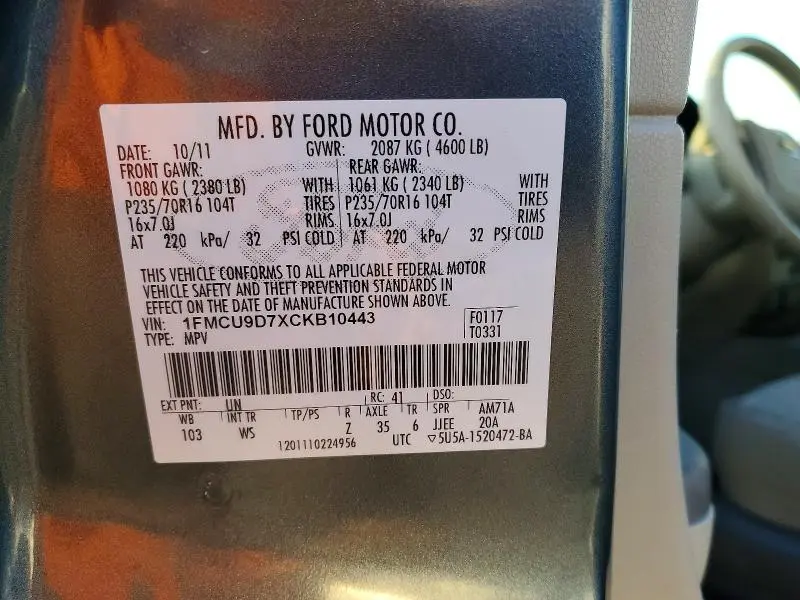 MFD. BY FORD MOTOR CO.
DATE: 10/11 GVWR: 2087 KG ( 4600 LB)
FRONT GAWR: REAR GAWR:
1080 KG ( 2380 LB) WITH 1061 KG ( 2340 LB) WITH
P235/70R16 104T TIRES P235/70R16 104T TIRES
16x7.0J RIMS 16x7.0J RIMS
AT 220 kPa/ 32 PSI COLD AT 220 kPa/ 32 PSI COLD
THIS VEHICLE CONFORMS TO ALL APPLICABLE FEDERAL MOTOR
VEHICLE SAFETY AND THEFT PREVENTION STANDARDS IN
EFFECT ON THE DATE OF MANUFACTURE SHOWN ABOVE.
VIN: 1FMCU9D7XCKB10443 F0117
TYPE: MPV T0331
EXT PNT: UN RC: 41 DSO:
WB INT TR TP/PS R AXLE TR SPR AM71A
103 WS Z 35 6 JJEE 20A
1201110224956 UTC ▽5U5A-1520472-BA